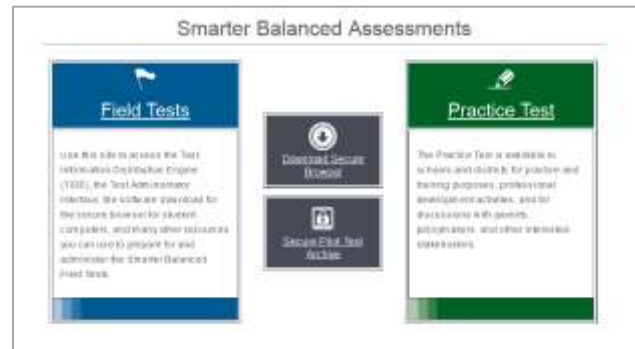 Smarter Balanced Assessments
Field Tests
Use this site to access the Test
Information Distribution Engine
(TIDE), the Test Administrator
Interface, the software download for
the secure browser for student
computers, and many other resources
you can use to prepare for and
administer the Smarter Balanced
Field Tests.
Download Secure
Browser
Secure Pilot Test
Archive
Practice Test
The Practice Test is available to
schools and districts for practice and
training purposes, professional
development activities, and for
discussions with parents,
policymakers, and other interested
stakeholders.